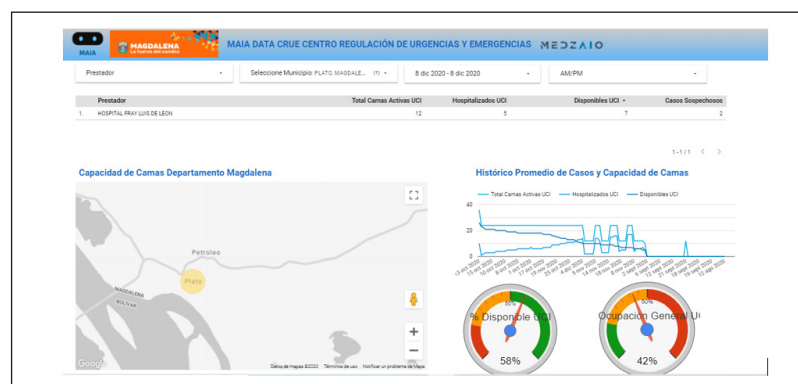 MAIA
MAGDALENA
La fuerza del cambio
MAIA DATA CRUE CENTRO REGULACIÓN DE URGENCIAS Y EMERGENCIAS
MEDZAIO
Prestador
Seleccione Municipio: PLATO, MAGDALE... (1)
8 dic 2020 - 8 dic 2020
AM/PM
Prestador Total Camas Activas UCI Hospitalizados UCI Disponibles UCI Casos Sospechosos
1. HOSPITAL FRAY LUIS DE LEON 12 5 7 2
1 - 1 / 1
Capacidad de Camas Departamento Magdalena
Petroleo
Plato
MAGDALENA
BOLÍVAR
Google
Datos de mapas ©2020 Términos de uso Notificar un problema de Maps
Histórico Promedio de Casos y Capacidad de Camas
Total Camas Activas UCI Hospitalizados UCI Disponibles UCI
40
20
0
50%
% Disponible UCI
58%
50%
Ocupación General U
42%